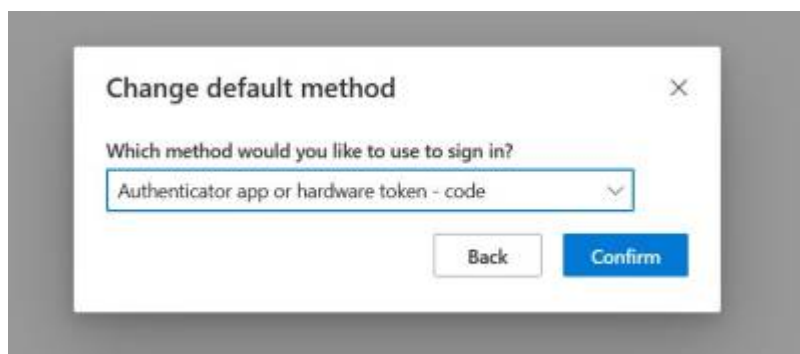 Change default method
Which method would you like to use to sign in?
Authenticator app or hardware token - code
Back
Confirm